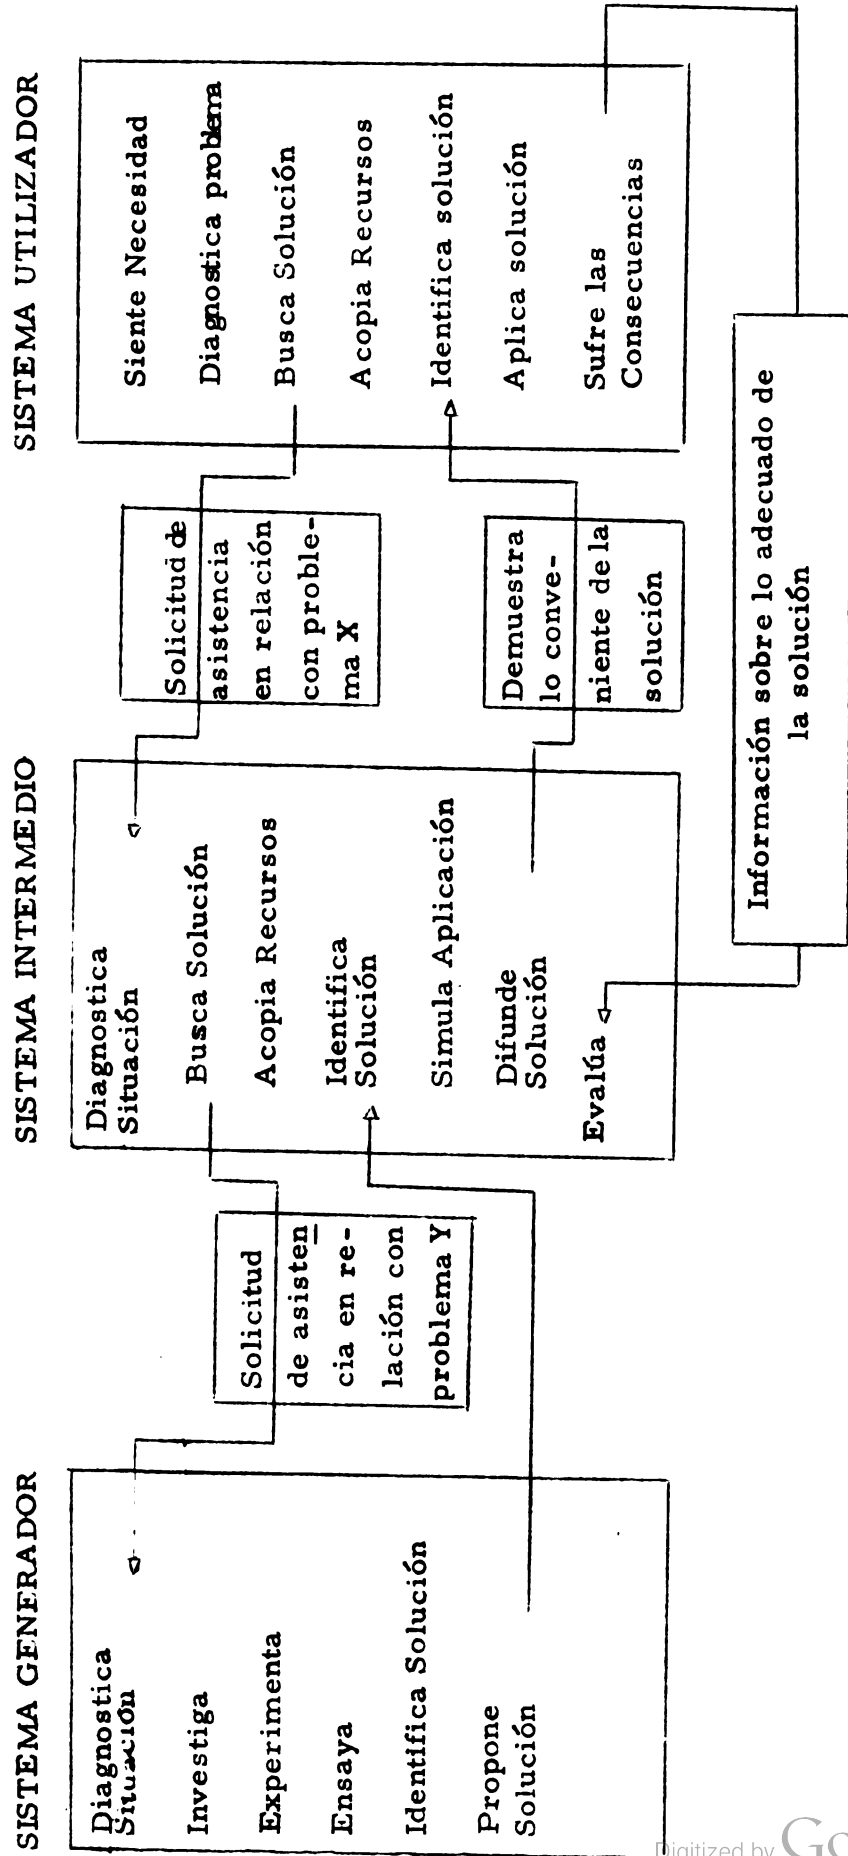 SISTEMA GENERADOR
Diagnostica
Situación
Investiga
Experimenta
Ensaya
Identifica Solución
Propone
Solución
Solicitud
de asisten
cia en re-
lación con
problema Y
SISTEMA INTERMEDIO
Diagnostica
Situación
Busca Solución
Acopia Recursos
Identifica
Solución
Simula Aplicación
Difunde
Solución
Evalúa
Solicitud de
asistencia
en relación
con proble-
ma X
Demuestra
lo conve-
niente de la
solución
SISTEMA UTILIZADOR
Siente Necesidad
Diagnostica problema
Busca Solución
Acopia Recursos
Identifica solución
Aplica solución
Sufre las
Consecuencias
Información sobre lo adecuado de
la solución
Digitized by